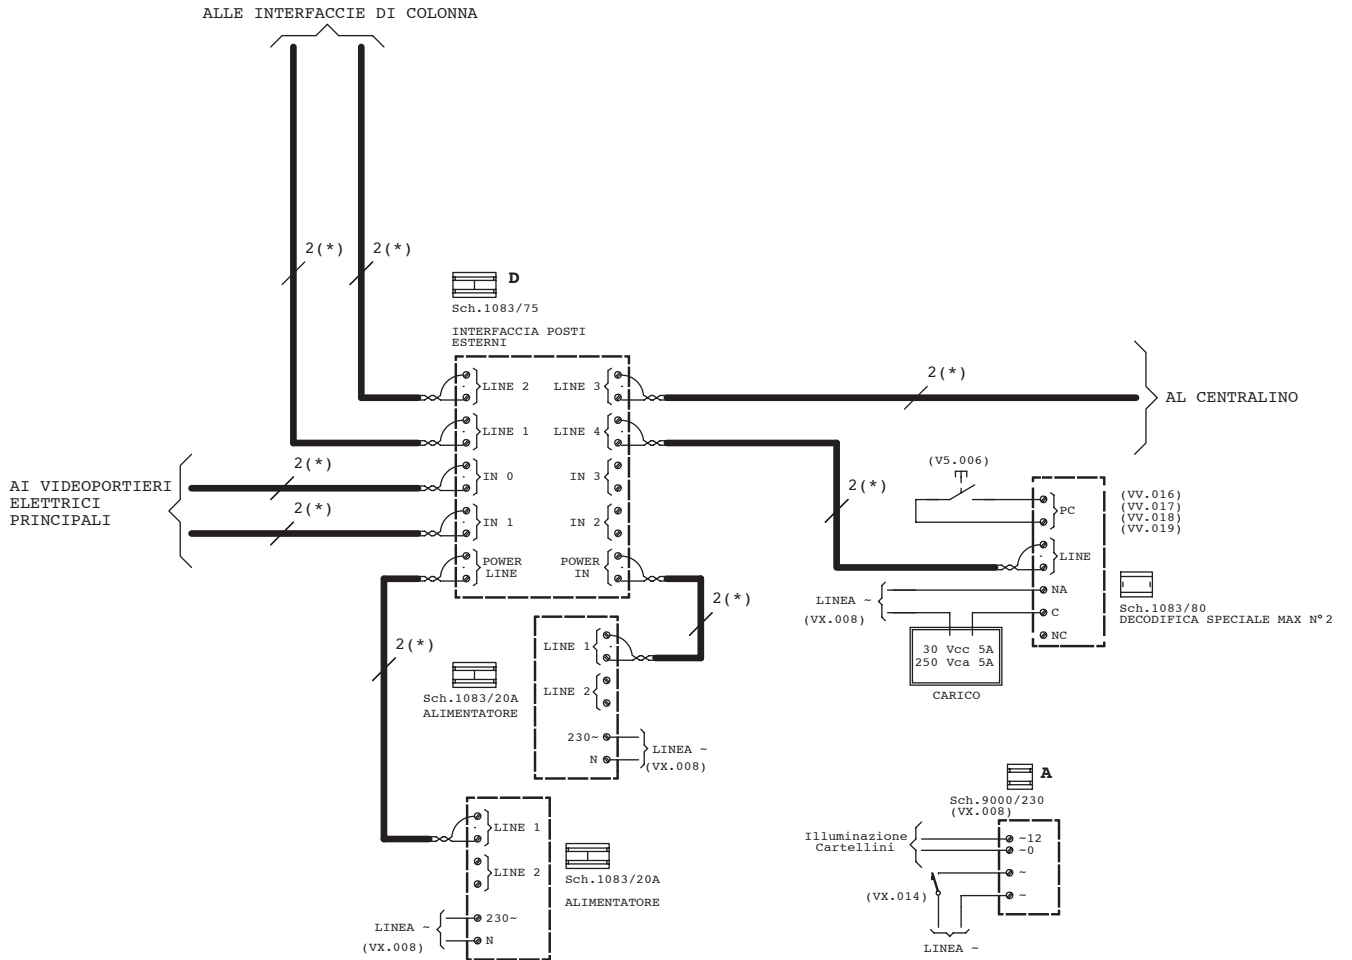 ALLE INTERFACCIE DI COLONNA
2(*)
2(*)
D
Sch.1083/75
INTERFACCIA POSTI
ESTERNI
LINE 2
LINE 3
2(*)
AL CENTRALINO
LINE 1
LINE 4
AI VIDEOPORTIERI
ELETTRICI
PRINCIPALI
2(*)
IN 0
IN 3
2(*)
IN 1
IN 2
POWER
LINE
POWER
IN
2(*)
(V5.006)
PC
(VV.016)
(VV.017)
(VV.018)
(VV.019)
LINE
LINEA ~
(VX.008)
NA
C
NC
Sch.1083/80
DECODIFICA SPECIALE MAX N°2
30 Vcc 5A
250 Vca 5A
CARICO
2(*)
2(*)
LINE 1
LINE 2
Sch.1083/20A
ALIMENTATORE
230~
N
LINEA ~
(VX.008)
LINE 1
LINE 2
Sch.1083/20A
ALIMENTATORE
230~
N
LINEA ~
(VX.008)
A
Sch.9000/230
(VX.008)
Illuminazione
Cartellini
~12
~0
~
~
(VX.014)
LINEA ~